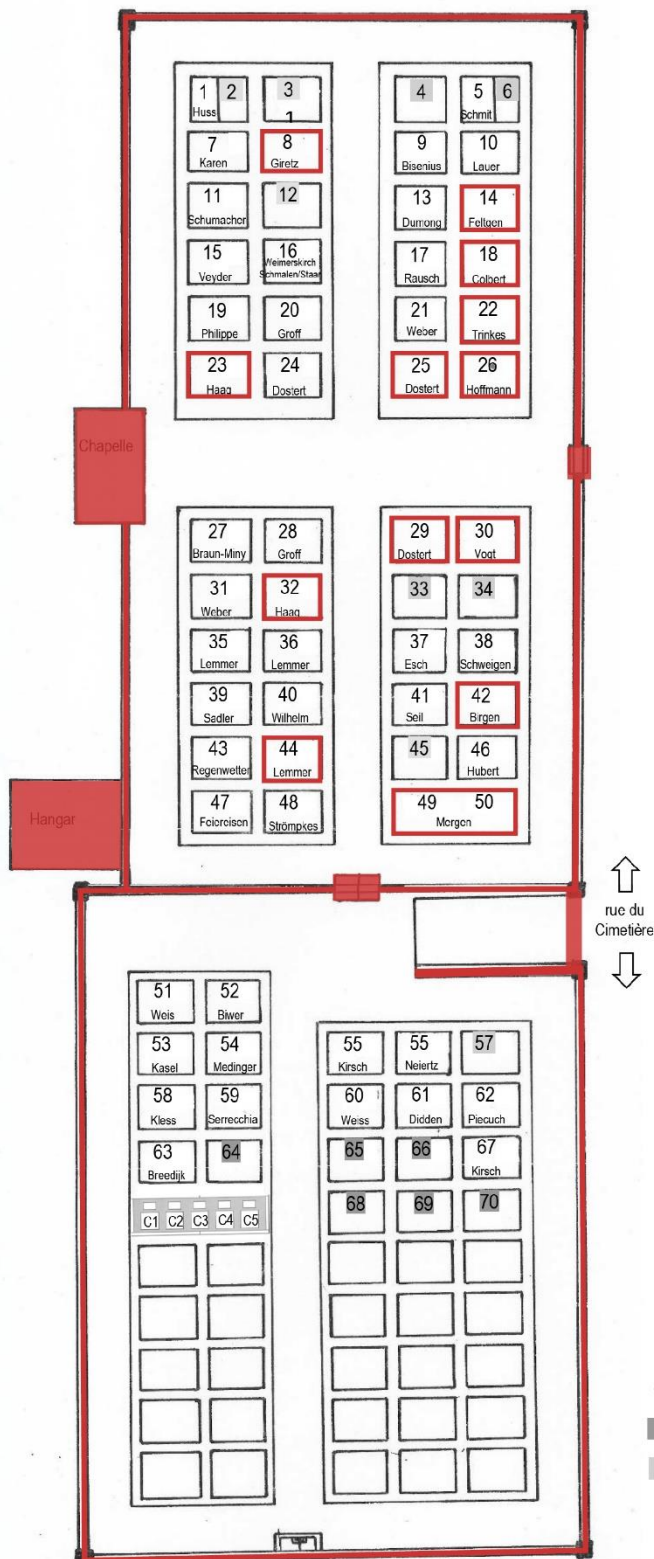 1 2 3 4 5 6
Huss 1 Schmit
7 8 9 10
Karen Giretz Bisenius Lauer
11 12 13 14
Schumacher Dumong Feltgen
15 16 17 18
Veyder Weimerskirch Schmalen/Staar Rausch Colbert
19 20 21 22
Philippe Groff Weber Trinkes
23 24 25 26
Haag Dostert Dostert Hoffmann
Chapelle
27 28 29 30
Braun-Miny Groff Dostert Vogt
31 32 33 34
Weber Haag
35 36 37 38
Lemmer Lemmer Esch Schweigen
39 40 41 42
Sadler Wilhelm Seil Birgen
43 44 45 46
Regenwetter Lemmer Hubert
47 48 49 50
Feiereisen Strömpkes Mergen
Hangar
rue du
Cimetière
51 52
Weis Biwer
53 54 55 55 57
Kasel Medinger Kirsch Neiertz
58 59 60 61 62
Kless Serrecchia Weiss Didden Piecuch
63 64 65 66 67
Breedijk Kirsch
68 69 70
C1 C2 C3 C4 C5